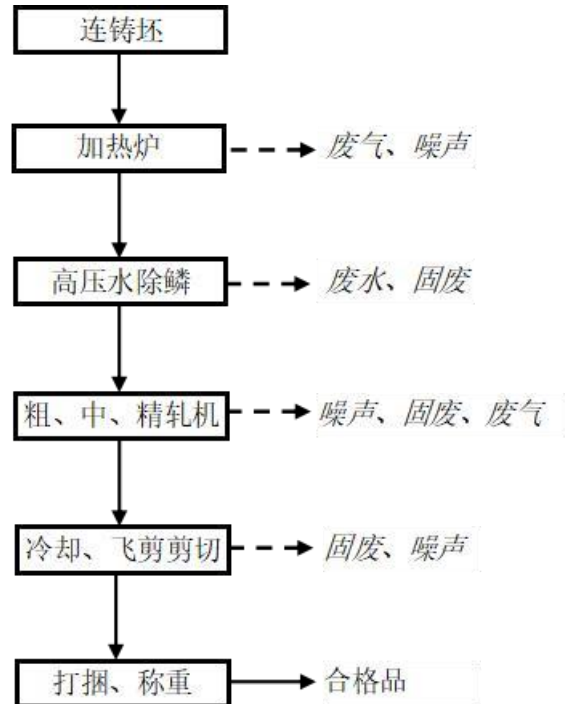 连铸坯
加热炉 废气、噪声
高压水除鳞 废水、固废
粗、中、精轧机 噪声、固废、废气
冷却、飞剪剪切 固废、噪声
打捆、称重 合格品